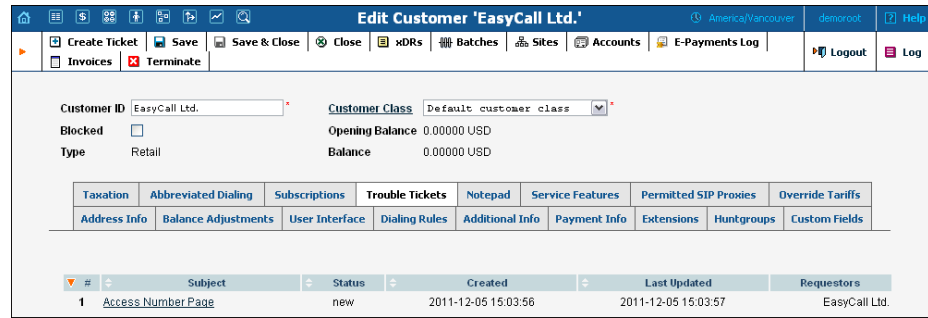 Edit Customer 'EasyCall Ltd.' America/Vancouver demoroot Help
Create Ticket Save Save & Close Close xDRs Batches Sites Accounts E-Payments Log Logout Log
Invoices Terminate
Customer ID EasyCall Ltd. * Customer Class Default customer class *
Blocked Opening Balance 0.00000 USD
Type Retail Balance 0.00000 USD
Taxation Abbreviated Dialing Subscriptions Trouble Tickets Notepad Service Features Permitted SIP Proxies Override Tariffs
Address Info Balance Adjustments User Interface Dialing Rules Additional Info Payment Info Extensions Huntgroups Custom Fields
# Subject Status Created Last Updated Requestors
1 Access Number Page new 2011-12-05 15:03:56 2011-12-05 15:03:57 EasyCall Ltd.